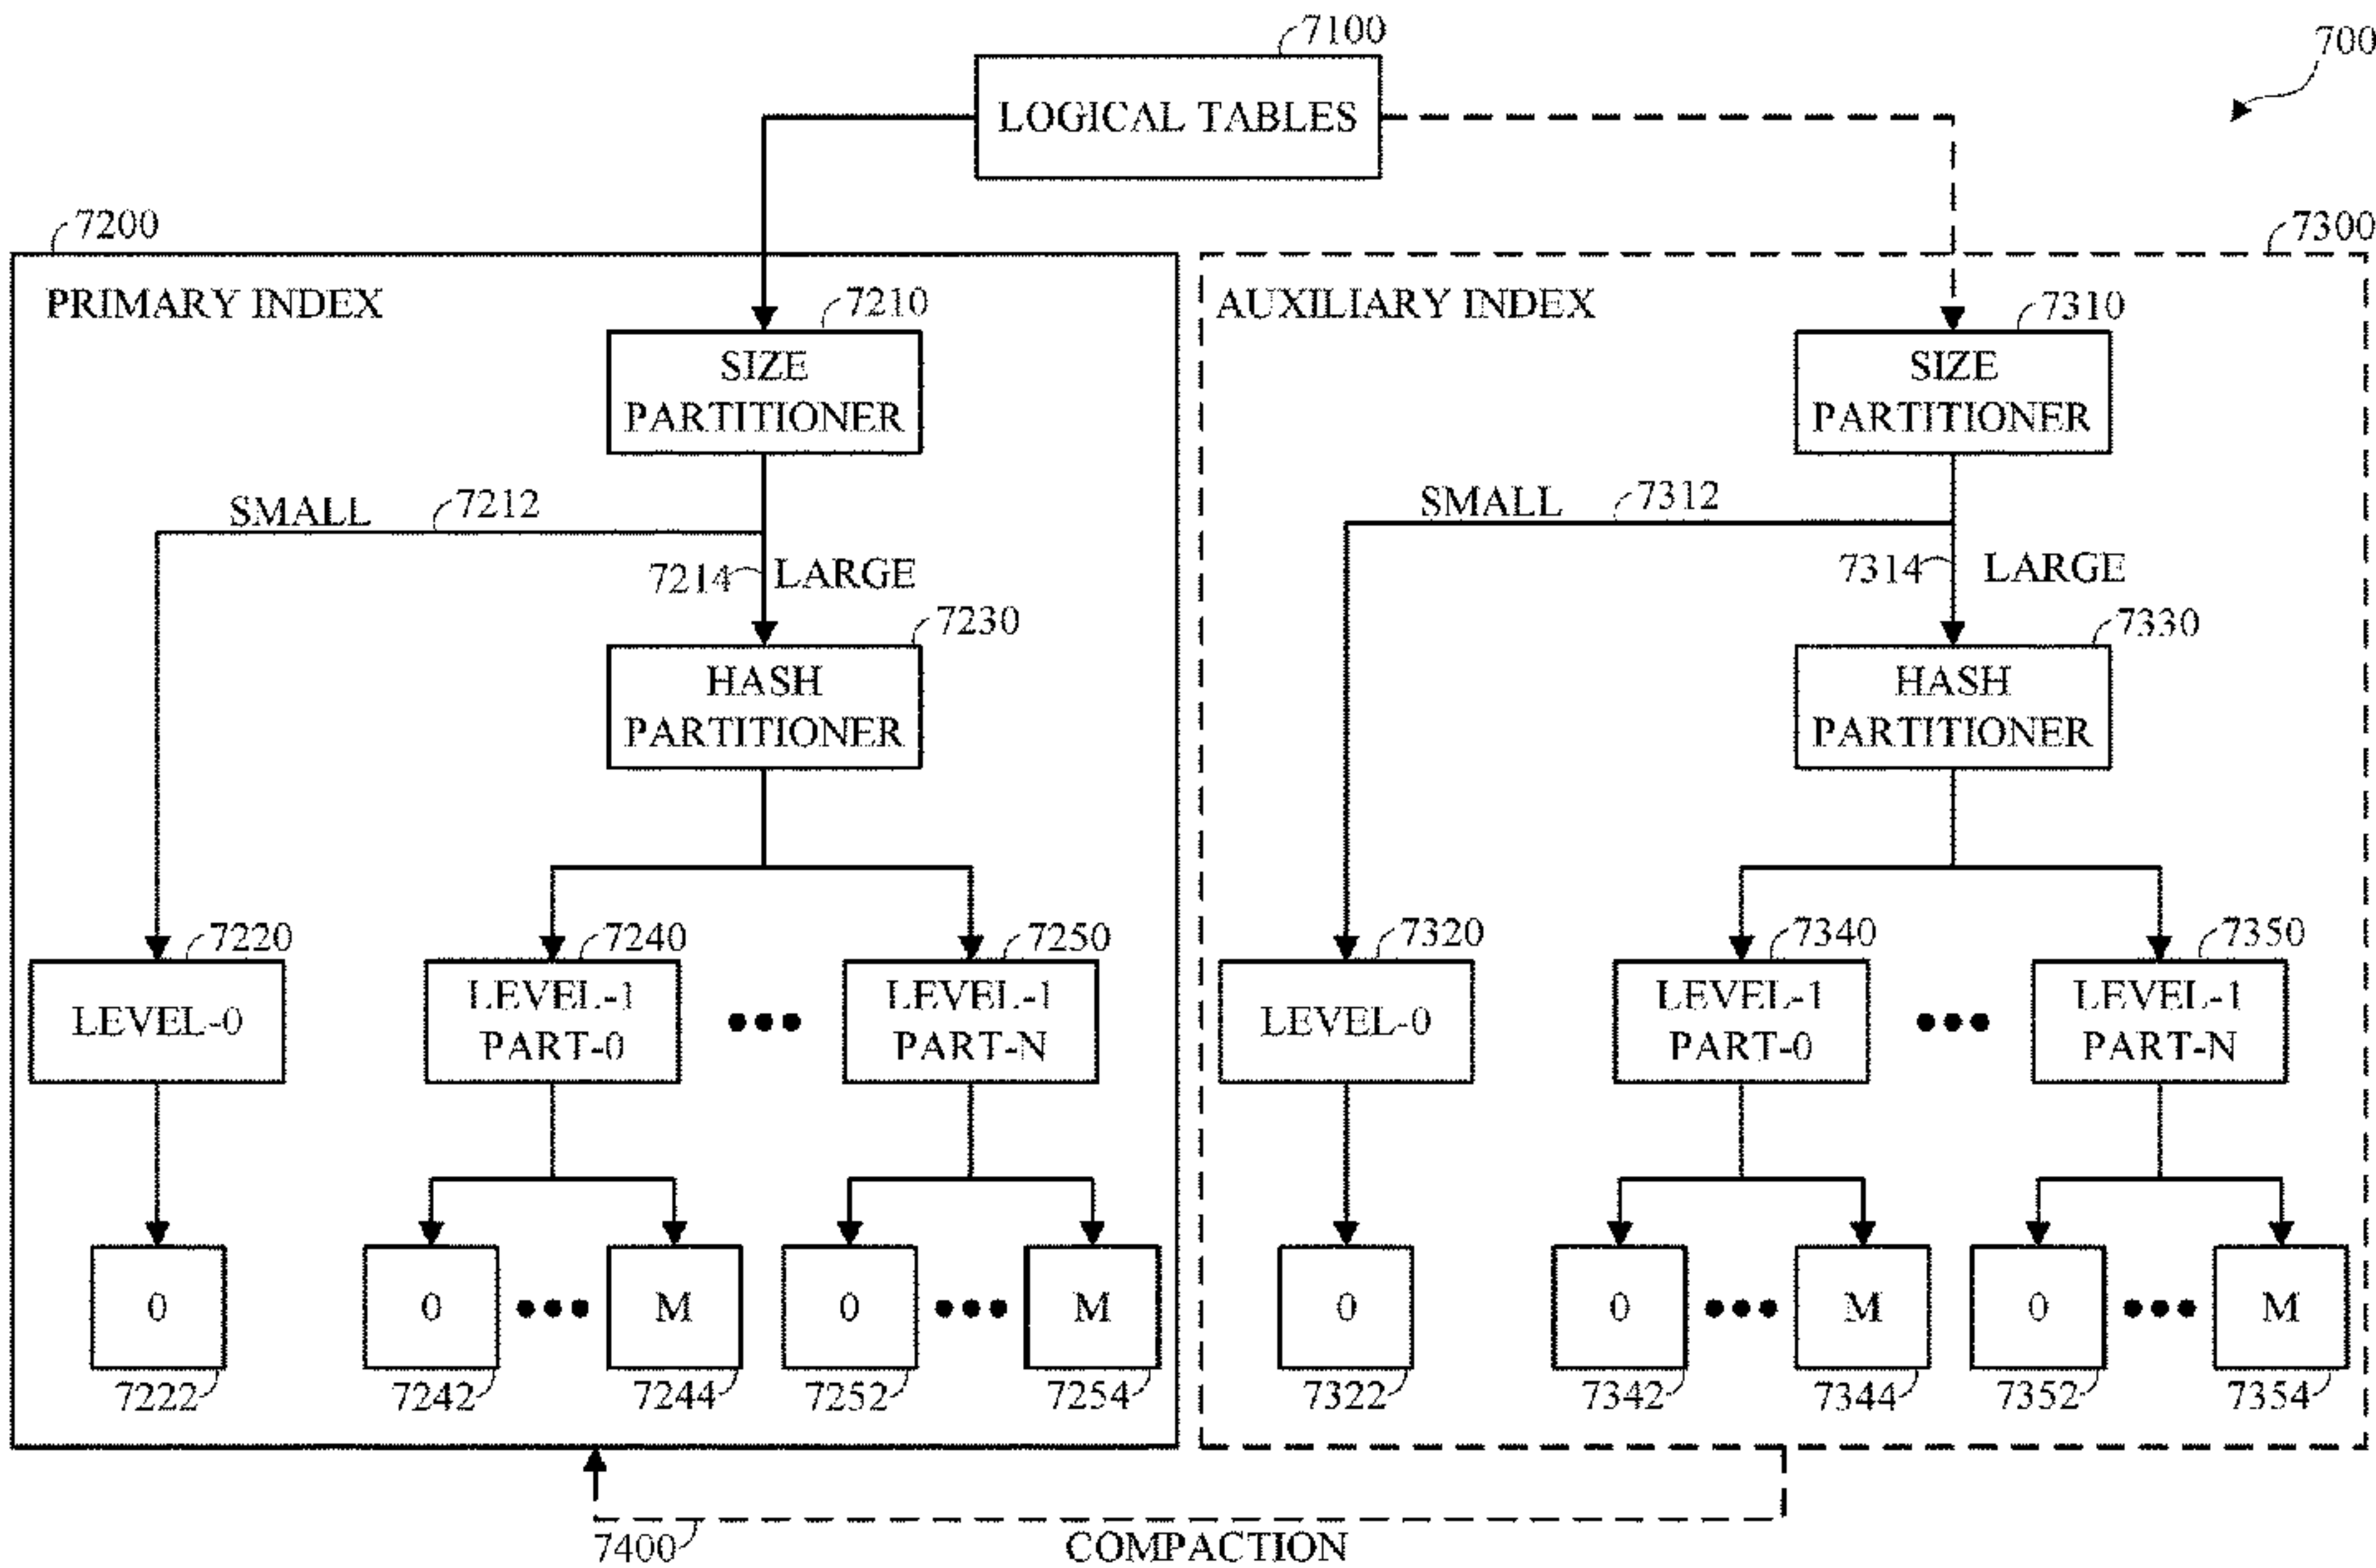 7100
700
LOGICAL TABLES
7200
7300
PRIMARY INDEX
7210
SIZE
PARTITIONER
SMALL
7212
7214
LARGE
7230
HASH
PARTITIONER
7220
LEVEL-0
7240
LEVEL-1
PART-0
7250
LEVEL-1
PART-N
0
7222
0
7242
M
7244
0
7252
M
7254
AUXILIARY INDEX
7310
SIZE
PARTITIONER
SMALL
7312
7314
LARGE
7330
HASH
PARTITIONER
7320
LEVEL-0
7340
LEVEL-1
PART-0
7350
LEVEL-1
PART-N
0
7322
0
7342
M
7344
0
7352
M
7354
7400
COMPACTION